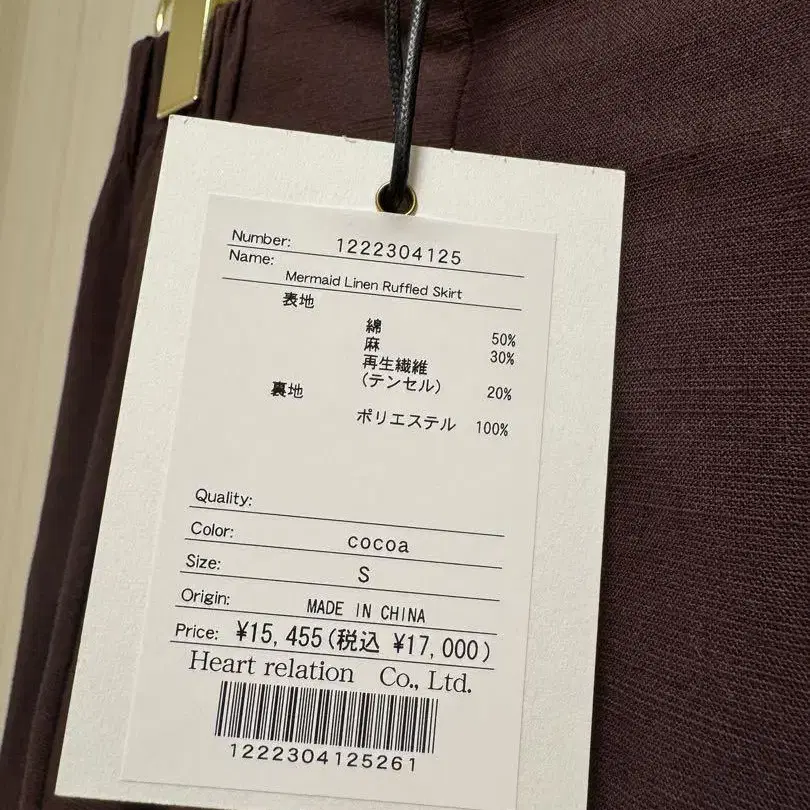 Number: 1222304125
Name:
Mermaid Linen Ruffled Skirt
表地
綿 50%
麻 30%
再生繊維
(テンセル) 20%
裏地
ポリエステル 100%
Quality:
Color: cocoa
Size: S
Origin: MADE IN CHINA
Price: ¥15,455(税込 ¥17,000)
Heart relation Co., Ltd.
1222304125261